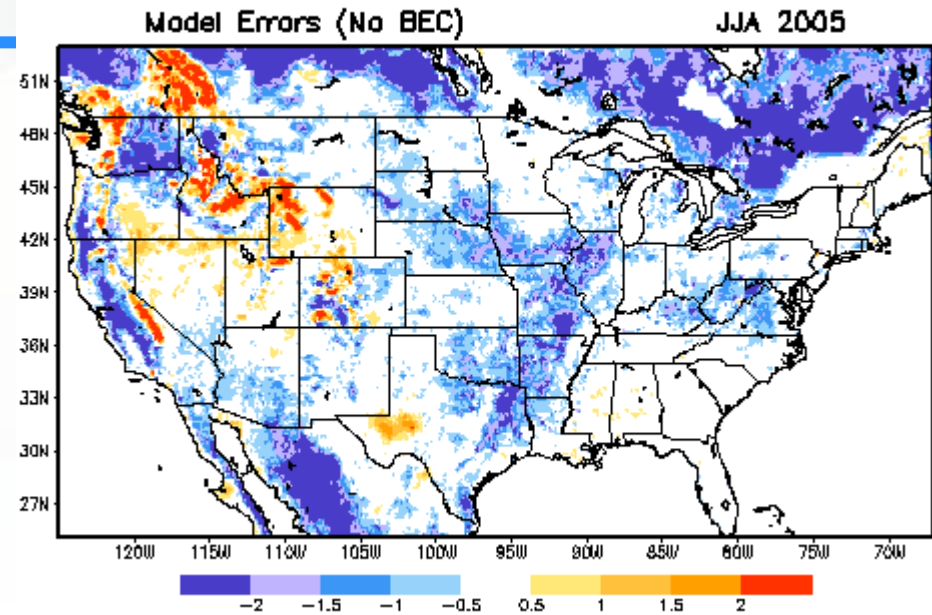 Model Errors (No BEC) JJA 2005
51N
48N
45N
42N
39N
36N
33N
30N
27N
120W 115W 110W 105W 100W 95W 90W 85W 80W 75W 70W
-2 -1.5 -1 -0.5 0.5 1 1.5 2